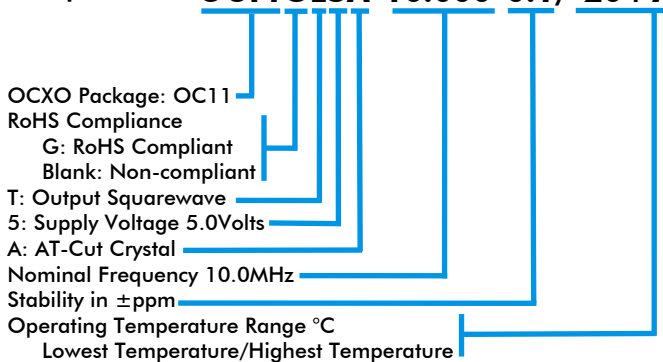 OCXO Package: OC11
RoHS Compliance
G: RoHS Compliant
Blank: Non-compliant
T: Output Squarewave
5: Supply Voltage 5.0Volts
A: AT-Cut Crystal
Nominal Frequency 10.0MHz
Stability in ±ppm
Operating Temperature Range °C
Lowest Temperature/Highest Temperature